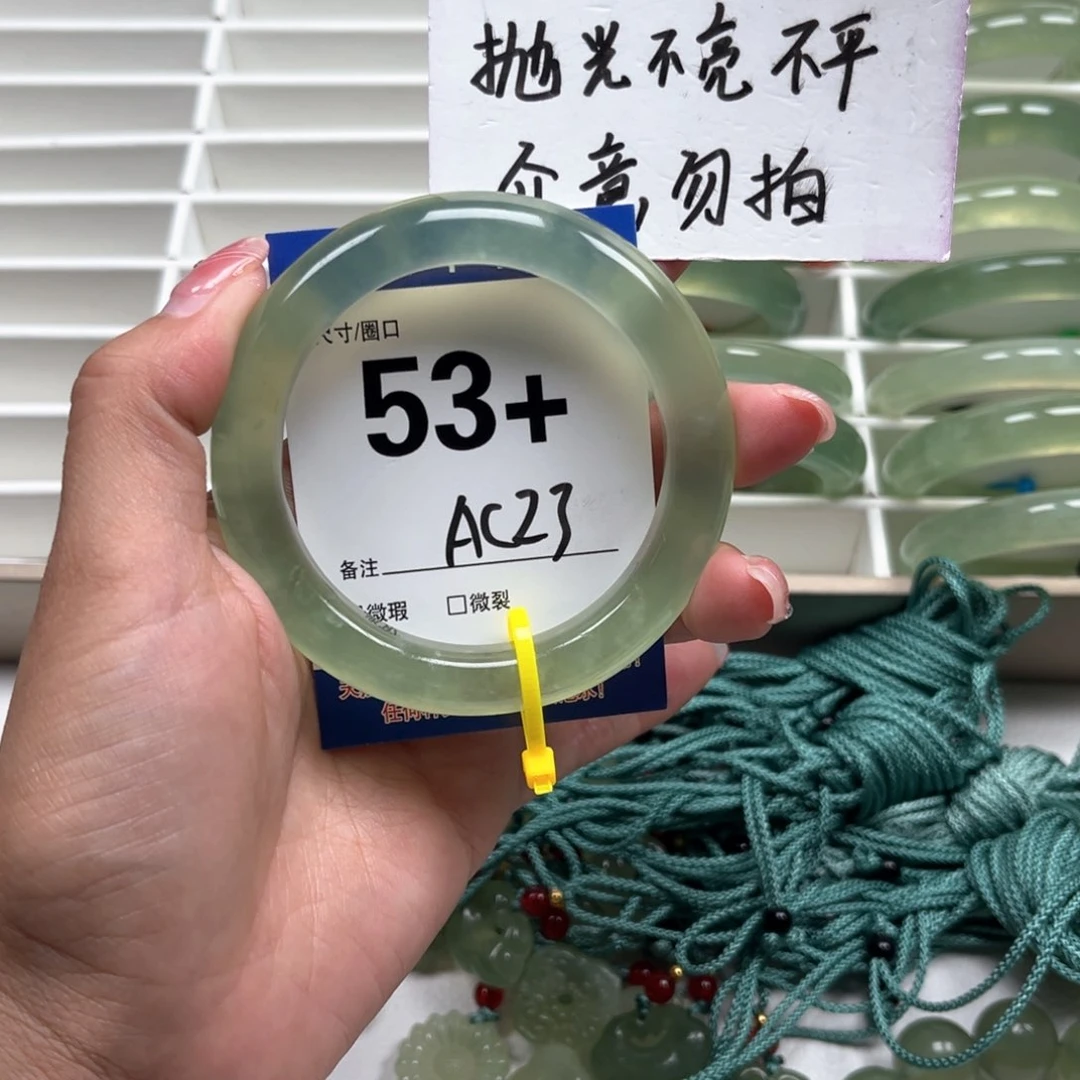 抛光不亮不平
介意勿拍
尺寸/圈口
53+
备注 AC23
微瑕 □微裂